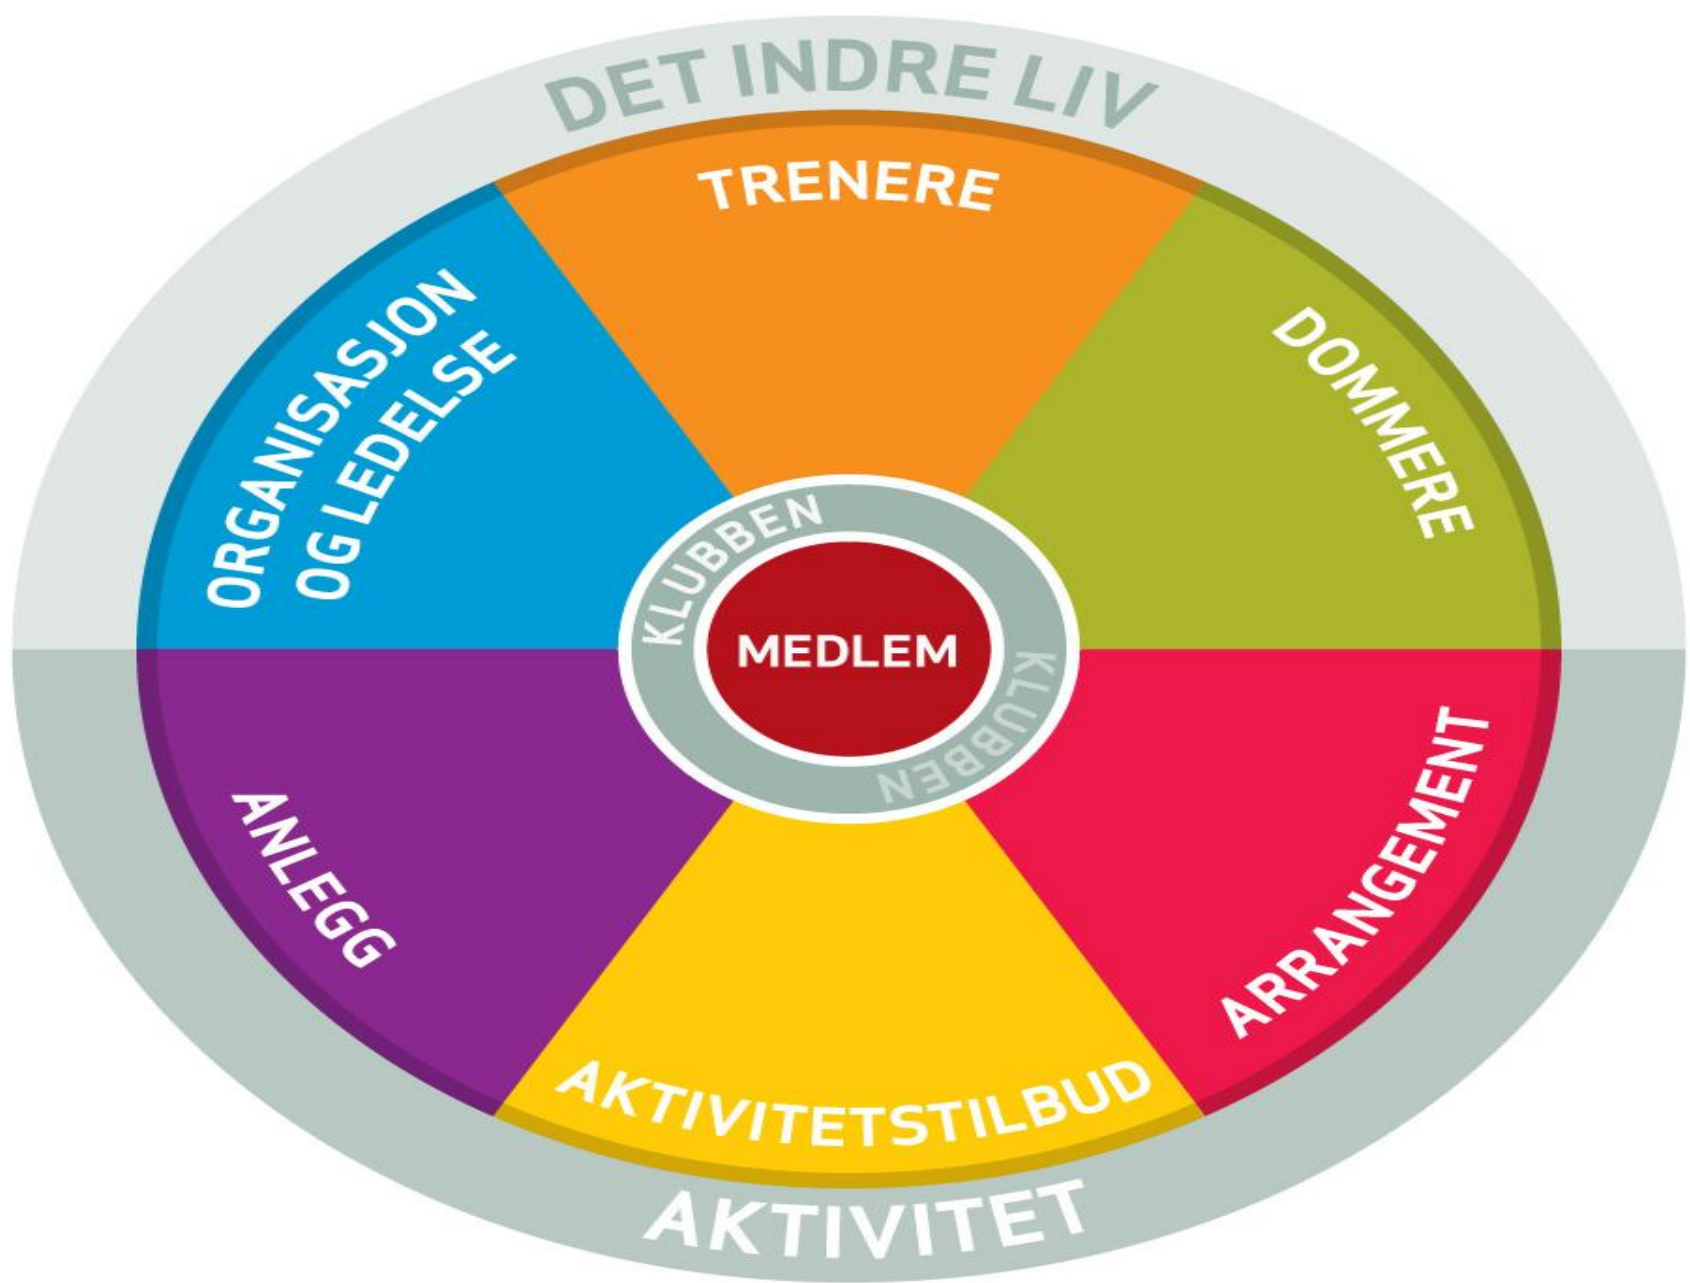 DET INDRE LIV
TRENERE
ORGANISASJON
OG LEDELSE
DOMMERE
KLUBBEN
MEDLEM
KLUBBEN
ANLEGG
ARRANGEMENT
AKTIVITETSTILBUD
AKTIVITET